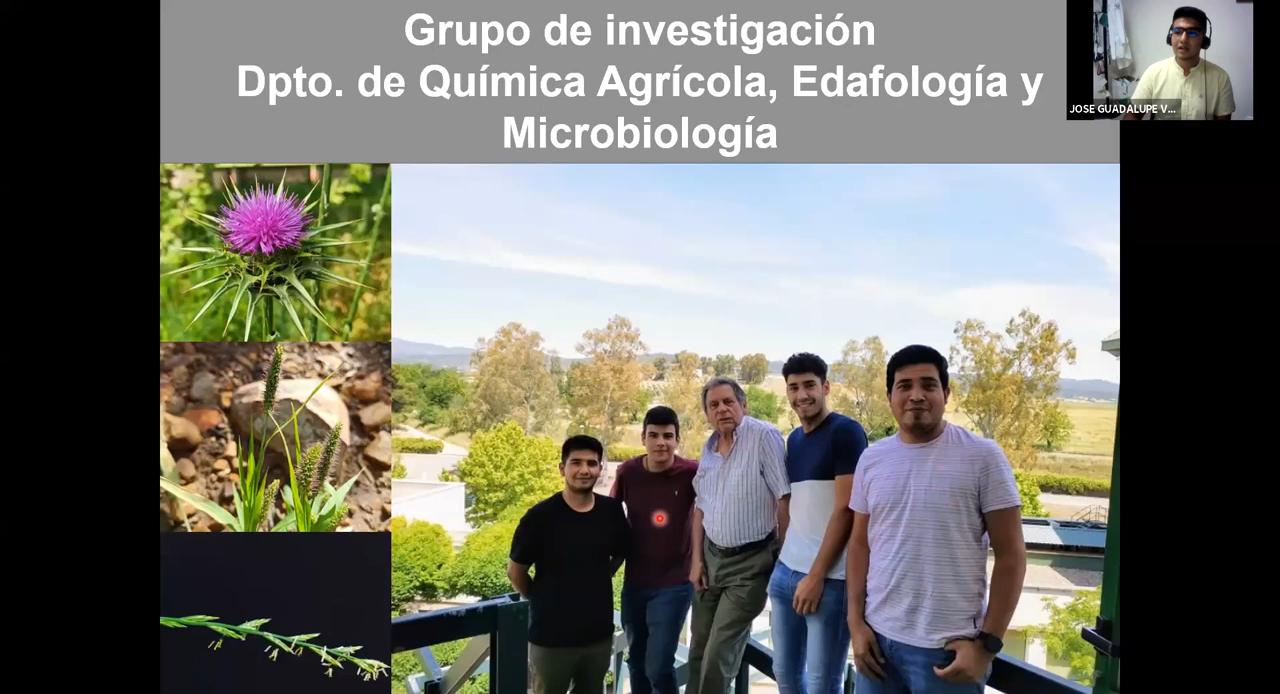 Grupo de investigación
Dpto. de Química Agrícola, Edafología y
Microbiología
JOSE GUADALUPE V...